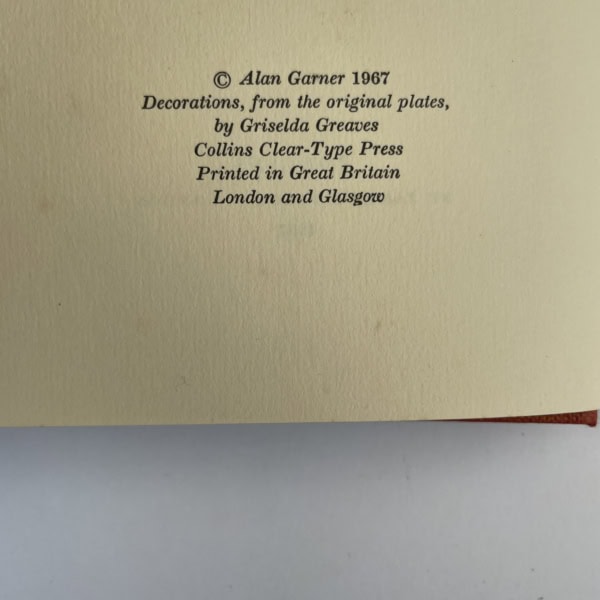 © Alan Garner 1967
Decorations, from the original plates,
by Griselda Greaves
Collins Clear-Type Press
Printed in Great Britain
London and Glasgow